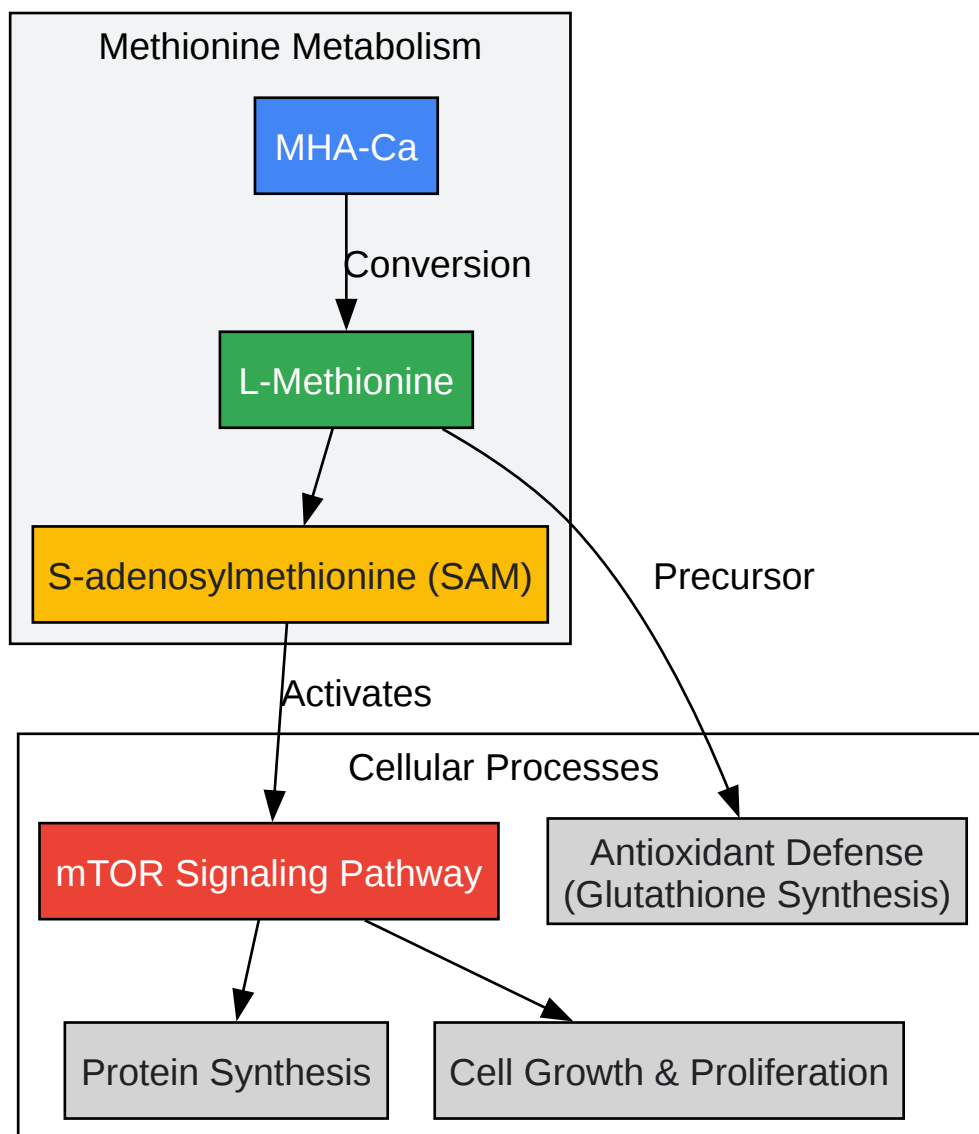 Methionine Metabolism
MHA-Ca
Conversion
L-Methionine
S-adenosylmethionine (SAM)
Precursor
Activates
Cellular Processes
mTOR Signaling Pathway
Antioxidant Defense
(Glutathione Synthesis)
Protein Synthesis
Cell Growth & Proliferation